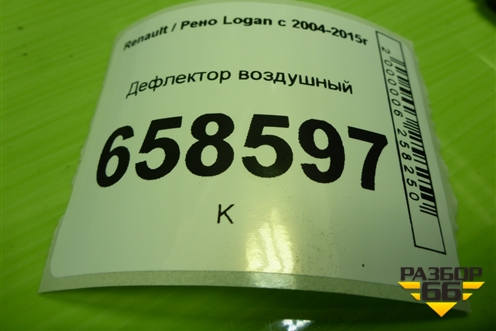 Renault / Рено Logan с 2004-2015г
Дефлектор воздушный
658597
К
2000006258250
РАЗБОР
66